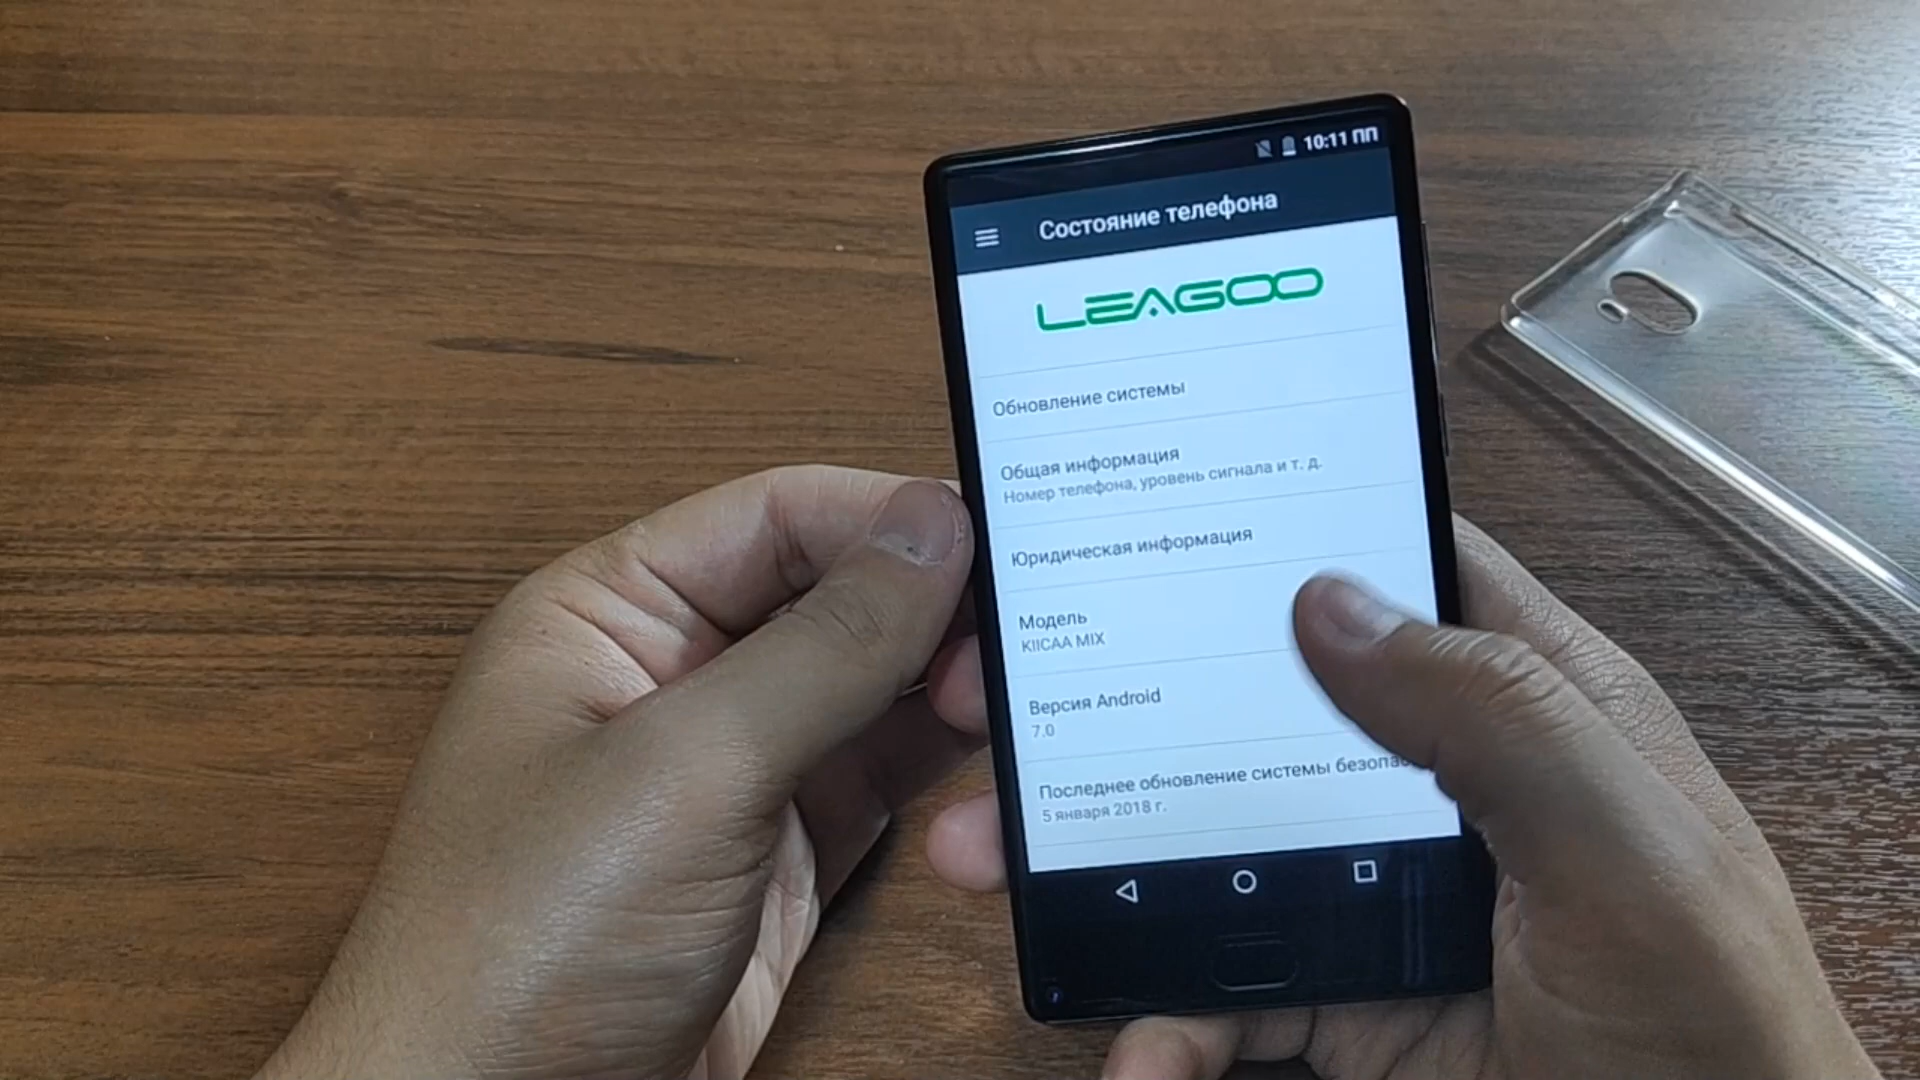 10:11 ПП
Состояние телефона
LEAGOO
Обновление системы
Общая информация
Номер телефона, уровень сигнала и т. д.
Юридическая информация
Модель
KIICAA MIX
Версия Android
7.0
Последнее обновление системы
5 января 2018 г.